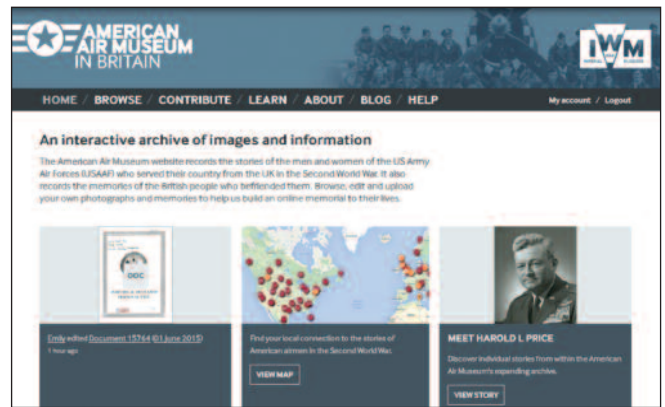 AMERICAN
AIR MUSEUM
IN BRITAIN
IWM
HOME / BROWSE / CONTRIBUTE / LEARN / ABOUT / BLOG / HELP
My account / Logout
An interactive archive of images and information
The American Air Museum website records the stories of the men and women of the US Army
Air Forces (USAAF) who served their country from the UK in the Second World War. It also
records the memories of the British people who befriended them. Browse, edit and upload
your own photographs and memories to help us build an online memorial to their lives.
DOC
Emily edited Document 15764 (01 June 2015)
1 hour ago
Find your local connection to the stories of
American airmen in the Second World War.
VIEW MAP
MEET HAROLD L PRICE
Discover individual stories from within the American
Air Museum's expanding archive.
VIEW STORY